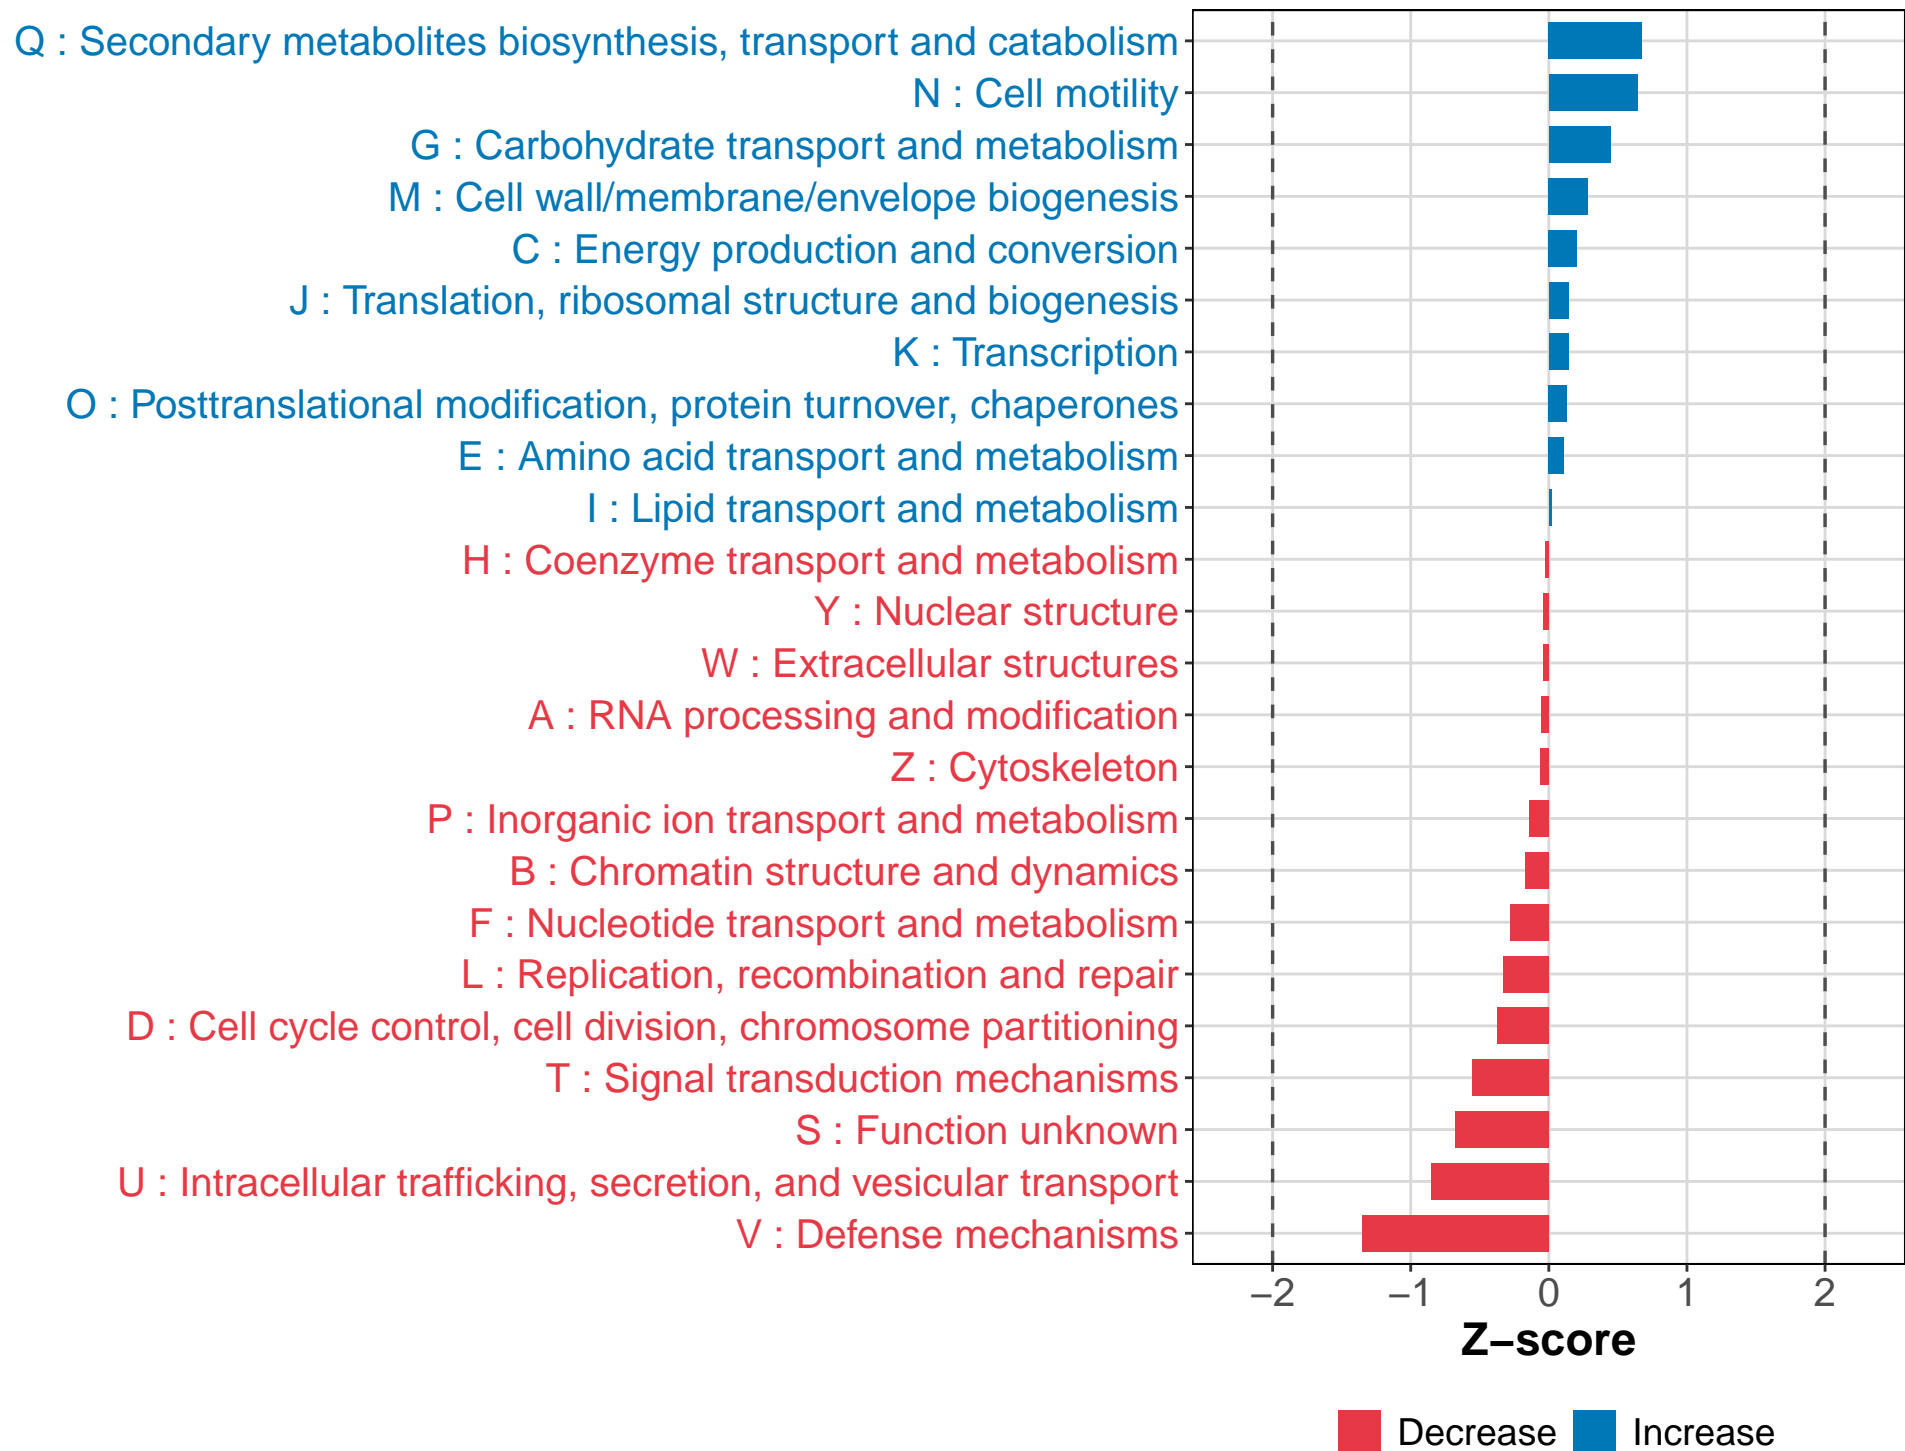 Q : Secondary metabolites biosynthesis, transport and catabolism
N : Cell motility
G : Carbohydrate transport and metabolism
M : Cell wall/membrane/envelope biogenesis
C : Energy production and conversion
J : Translation, ribosomal structure and biogenesis
K : Transcription
O : Posttranslational modification, protein turnover, chaperones
E : Amino acid transport and metabolism
I : Lipid transport and metabolism
H : Coenzyme transport and metabolism
Y : Nuclear structure
W : Extracellular structures
A : RNA processing and modification
Z : Cytoskeleton
P : Inorganic ion transport and metabolism
B : Chromatin structure and dynamics
F : Nucleotide transport and metabolism
L : Replication, recombination and repair
D : Cell cycle control, cell division, chromosome partitioning
T : Signal transduction mechanisms
S : Function unknown
U : Intracellular trafficking, secretion, and vesicular transport
V : Defense mechanisms
−2 −1 0 1 2
Z−score
Decrease Increase